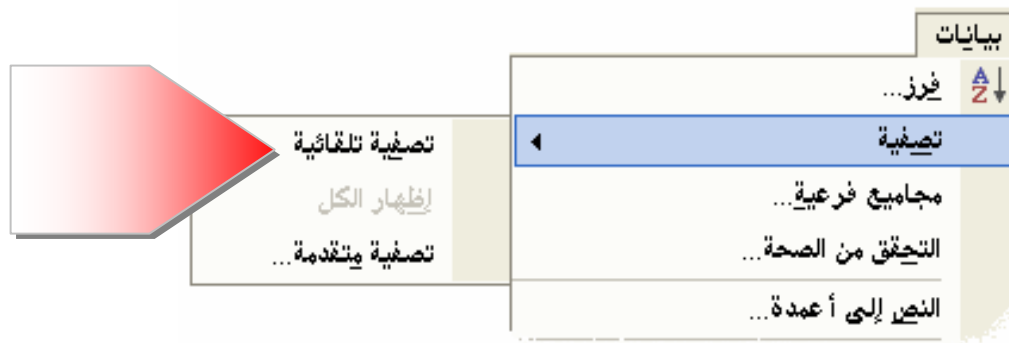 بيانات
فرز...
تصفية
مجاميع فرعية...
التحقق من الصحة...
النص إلى أعمدة...
تصفية تلقائية
إظهار الكل
تصفية متقدمة...